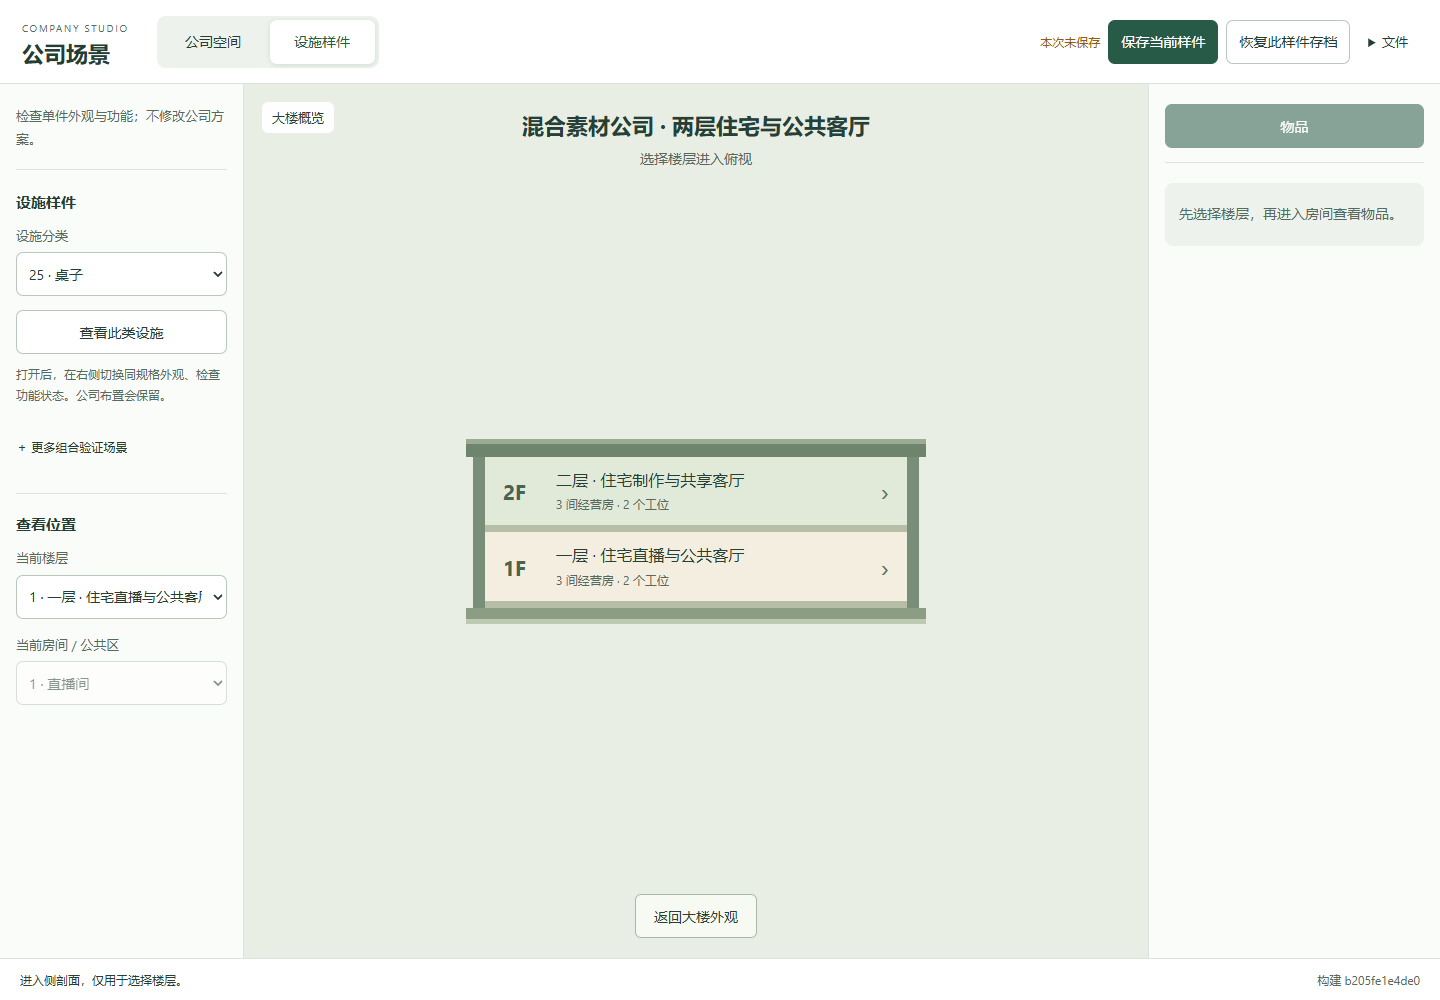 COMPANY STUDIO
公司场景
公司空间
设施样件
本次未保存
保存当前样件
恢复此样件存档
▶ 文件
检查单件外观与功能；不修改公司方
案。
设施样件
设施分类
25 · 桌子
查看此类设施
打开后，在右侧切换同规格外观、检查
功能状态。公司布置会保留。
+ 更多组合验证场景
查看位置
当前楼层
1 · 一层 · 住宅直播与公共客厅
当前房间 / 公共区
1 · 直播间
大楼概览
混合素材公司 · 两层住宅与公共客厅
选择楼层进入俯视
2F
二层 · 住宅制作与共享客厅
3 间经营房 · 2 个工位
›
1F
一层 · 住宅直播与公共客厅
3 间经营房 · 2 个工位
›
返回大楼外观
物品
先选择楼层，再进入房间查看物品。
进入侧剖面，仅用于选择楼层。
构建 b205fe1e4de0